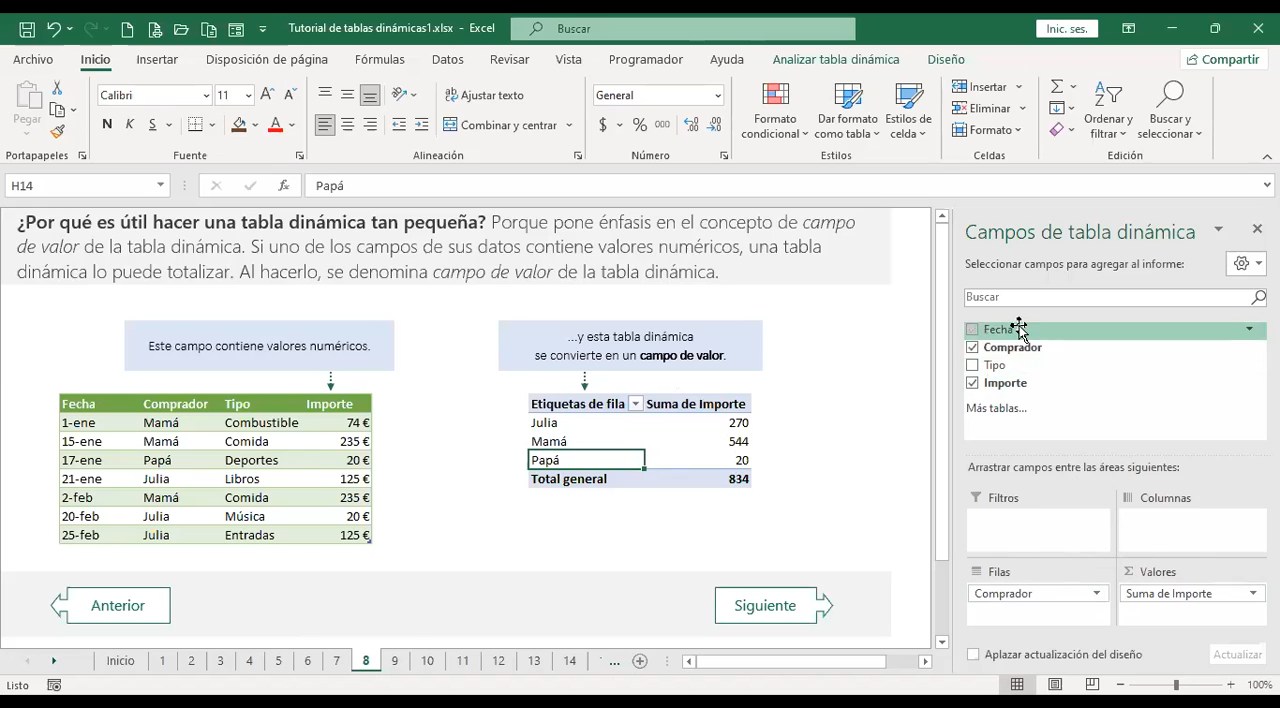 Tutorial de tablas dinámicas1.xlsx - Excel
Buscar
Inic. ses.
Archivo Inicio Insertar Disposición de página Fórmulas Datos Revisar Vista Programador Ayuda Analizar tabla dinámica Diseño Compartir
Pegar
Portapapeles
Calibri 11
N K S
Fuente
Ajustar texto
Combinar y centrar
Alineación
General
$ % 000
Número
Formato condicional
Dar formato como tabla
Estilos de celda
Estilos
Insertar
Eliminar
Formato
Celdas
Ordenar y filtrar
Buscar y seleccionar
Edición
H14 fx Papá
¿Por qué es útil hacer una tabla dinámica tan pequeña? Porque pone énfasis en el concepto de campo
de valor de la tabla dinámica. Si uno de los campos de sus datos contiene valores numéricos, una tabla
dinámica lo puede totalizar. Al hacerlo, se denomina campo de valor de la tabla dinámica.
Este campo contiene valores numéricos.
Fecha Comprador Tipo Importe
1-ene Mamá Combustible 74 €
15-ene Mamá Comida 235 €
17-ene Papá Deportes 20 €
21-ene Julia Libros 125 €
2-feb Mamá Comida 235 €
20-feb Julia Música 20 €
25-feb Julia Entradas 125 €
...y esta tabla dinámica
se convierte en un campo de valor.
Etiquetas de fila Suma de Importe
Julia 270
Mamá 544
Papá 20
Total general 834
Anterior
Siguiente
Campos de tabla dinámica
Seleccionar campos para agregar al informe:
Buscar
Fecha
Comprador
Tipo
Importe
Más tablas...
Arrastrar campos entre las áreas siguientes:
Filtros
Columnas
Filas
Comprador
Σ Valores
Suma de Importe
Aplazar actualización del diseño
Actualizar
Inicio 1 2 3 4 5 6 7 8 9 10 11 12 13 14 ...
Listo
100%